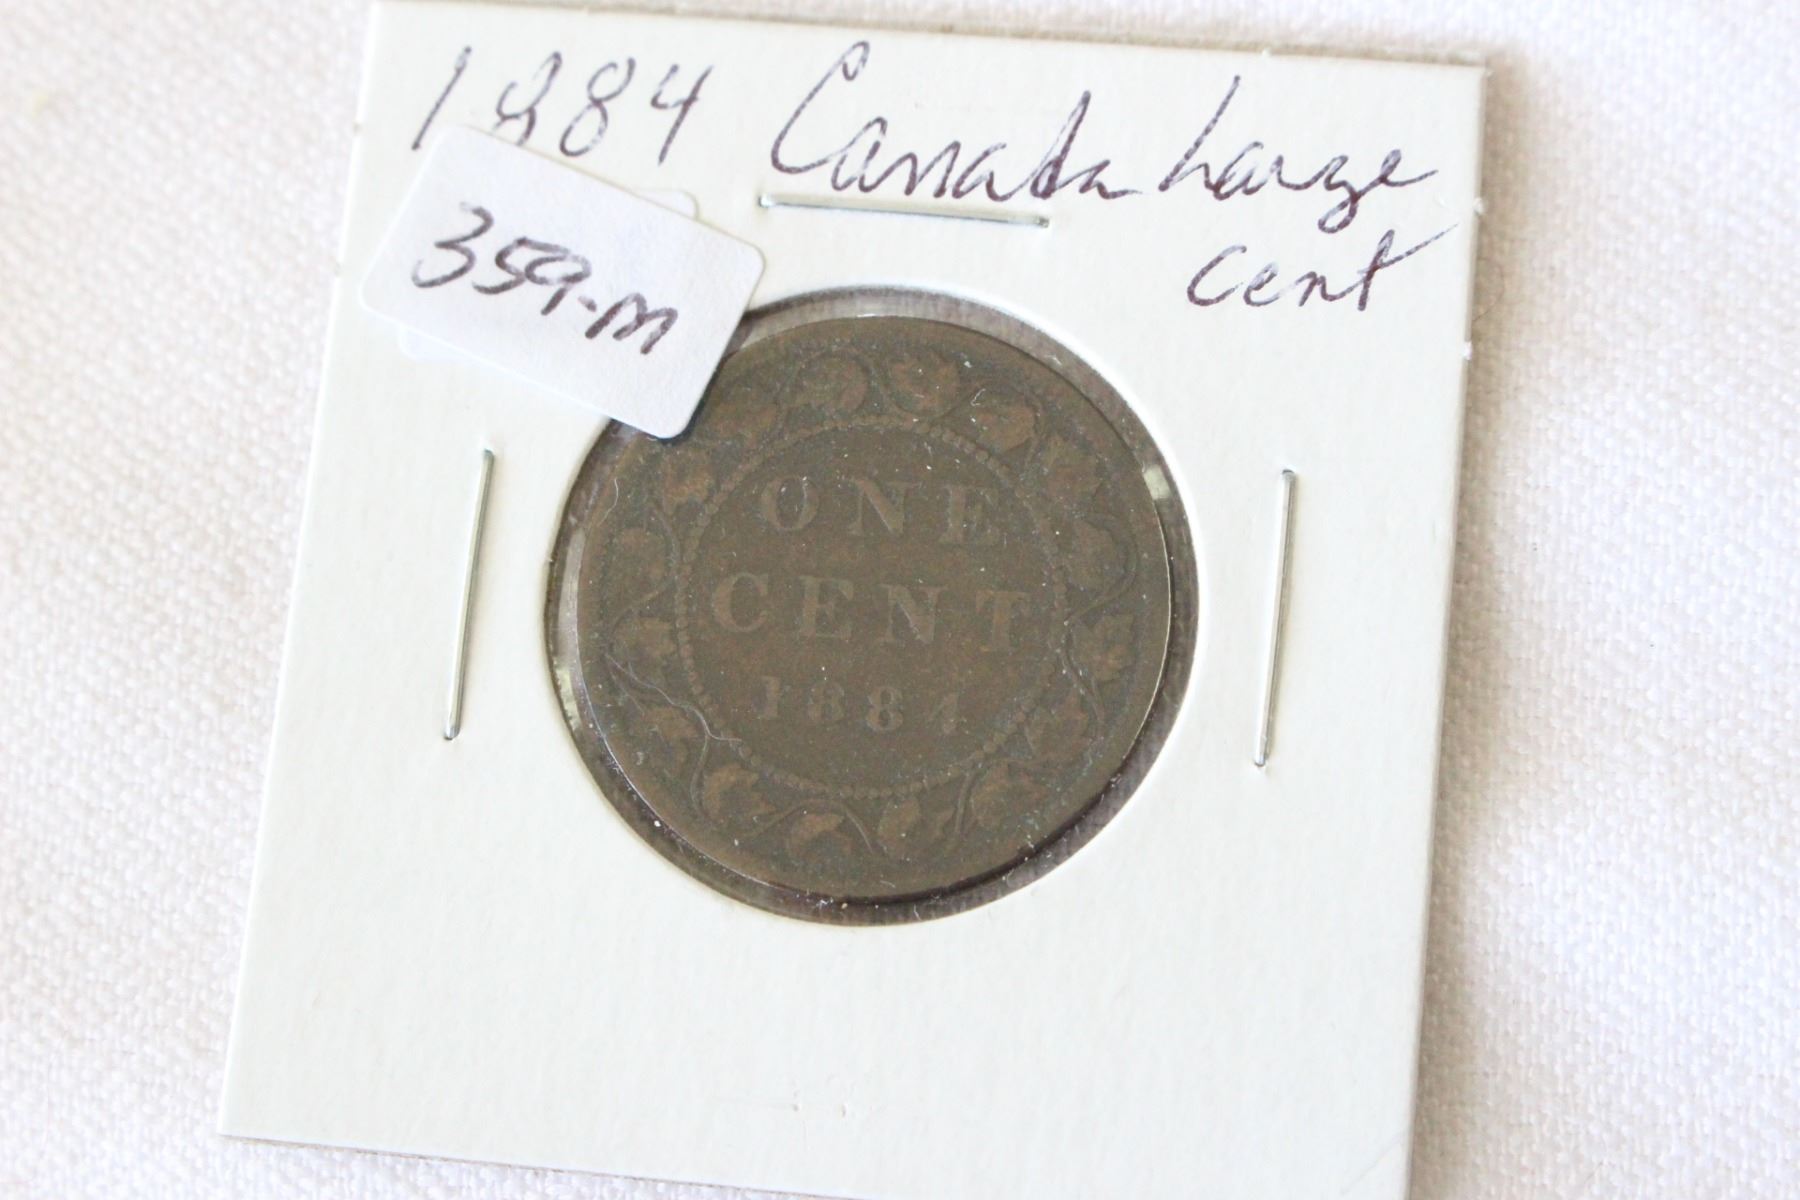 1884 Canada Large
cent
359-m
ONE
CENT
1884